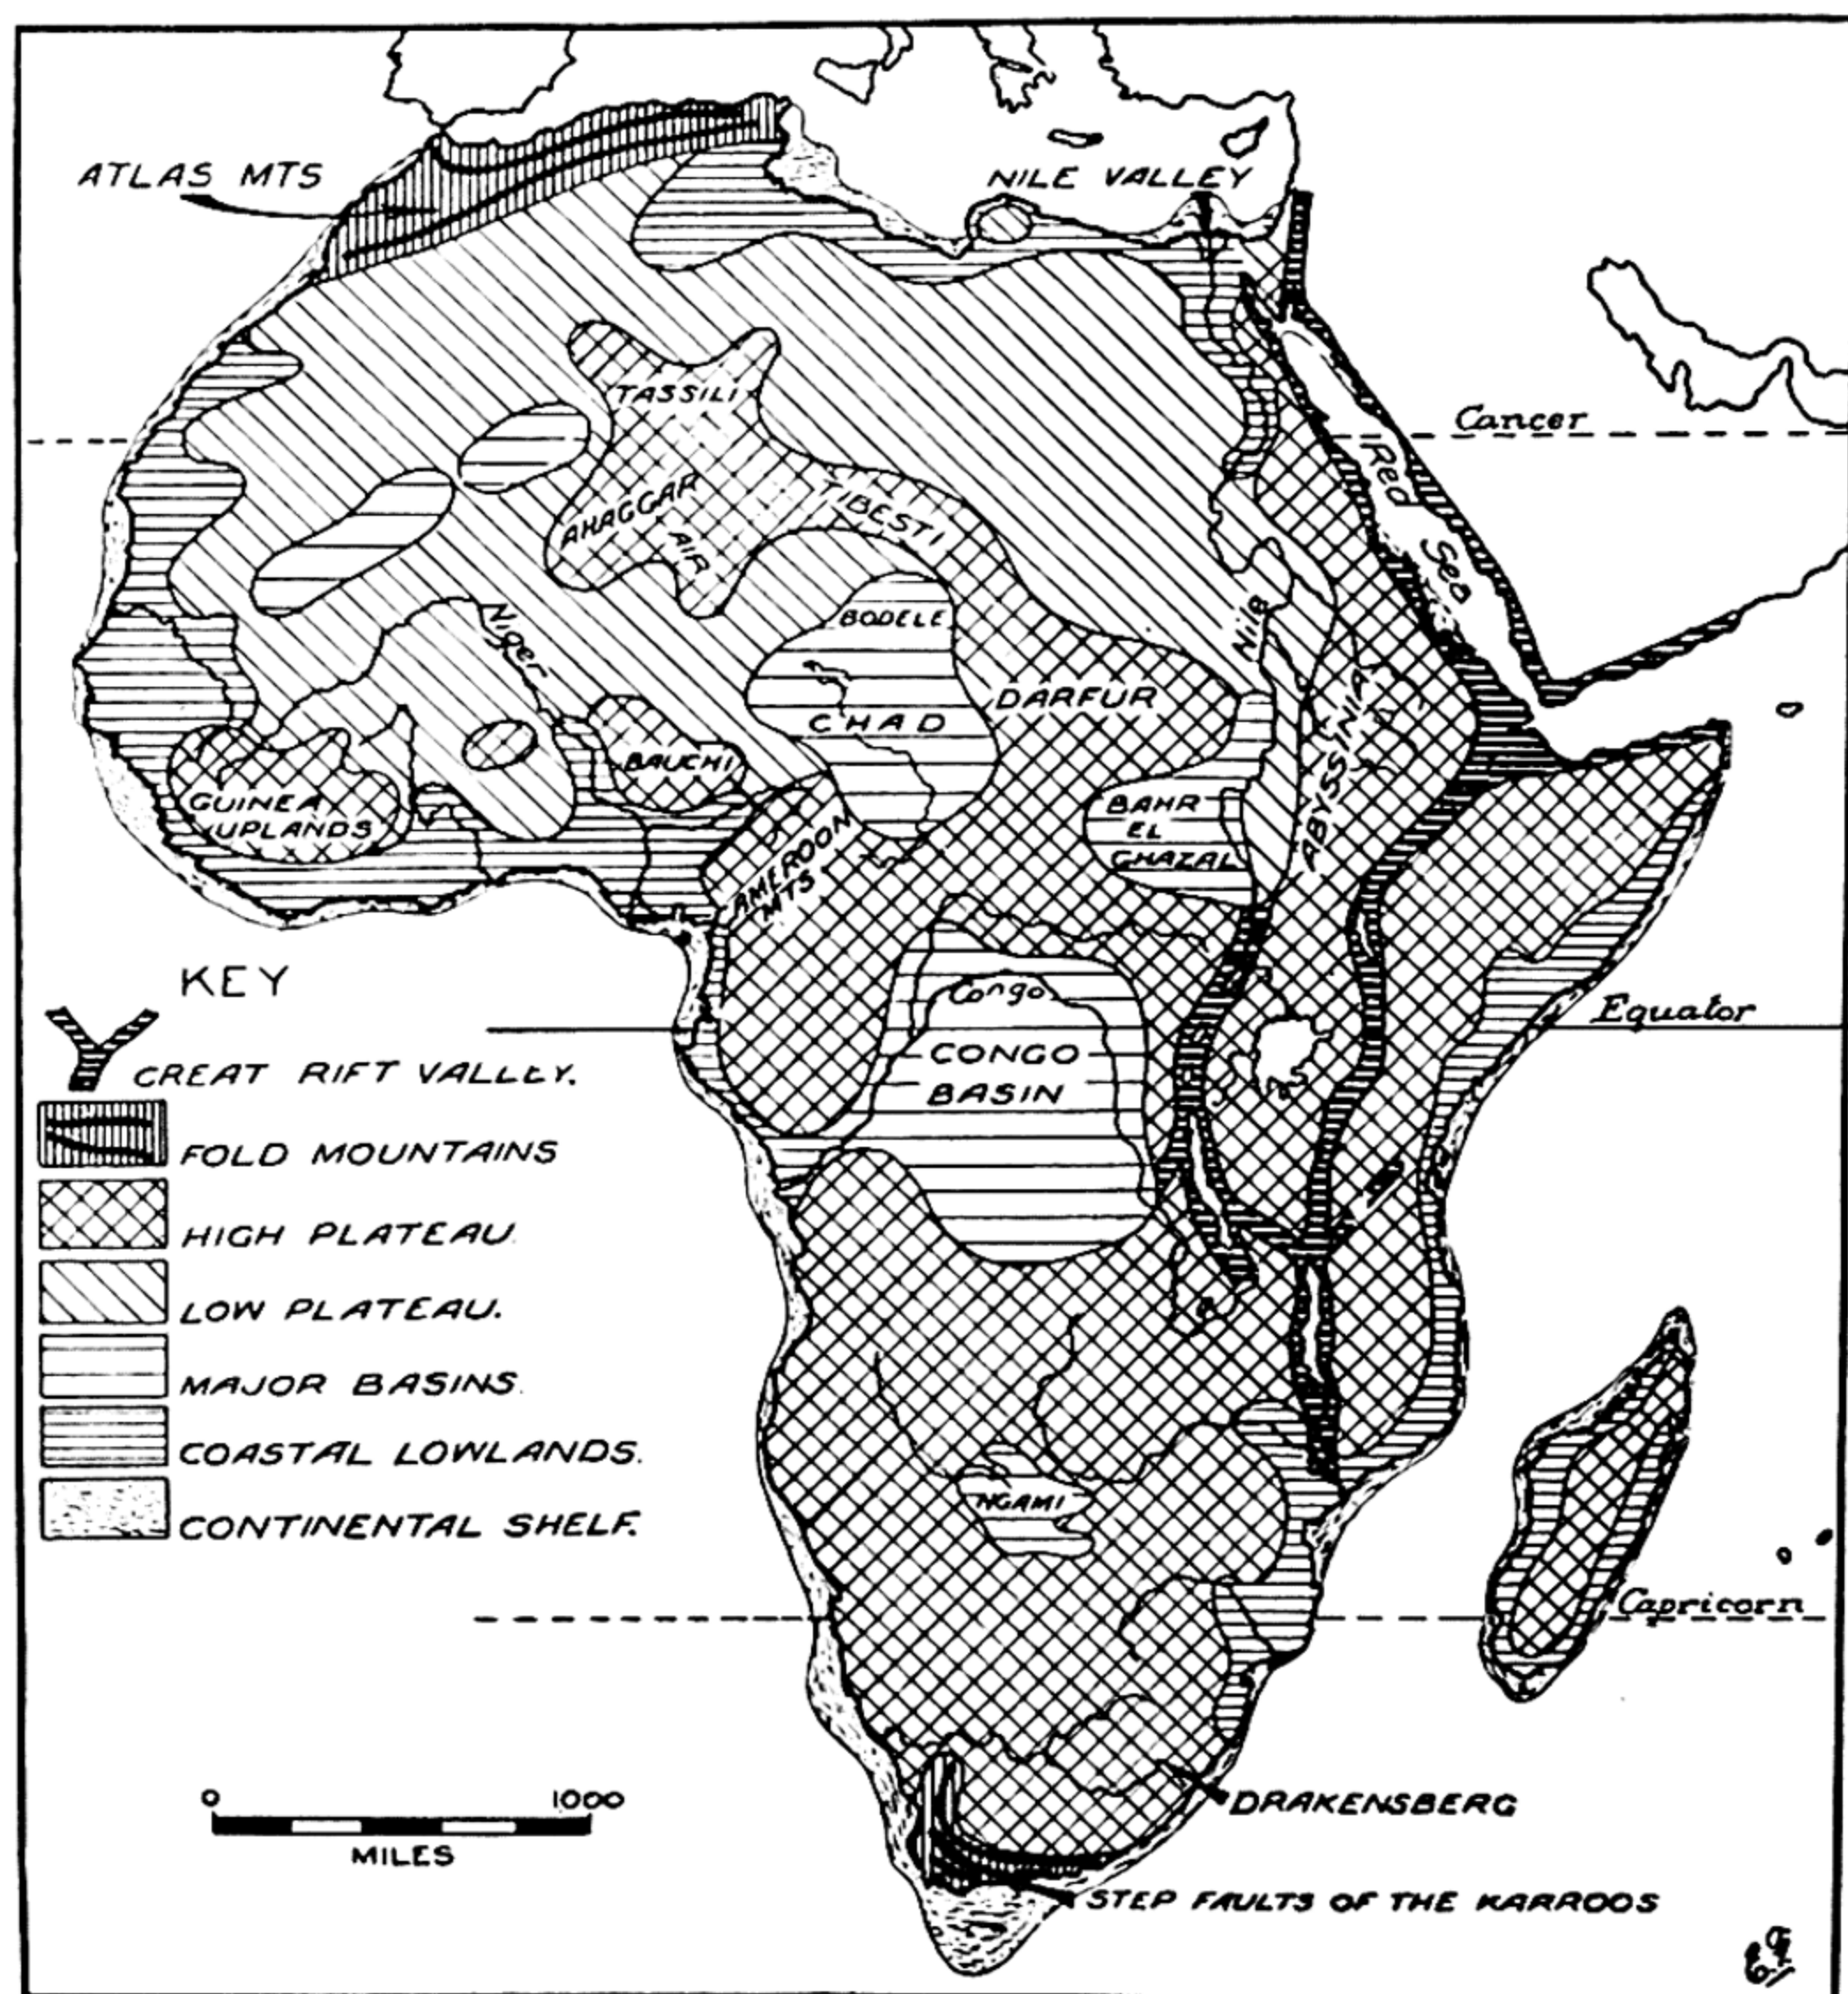 ATLAS MTS
NILE VALLEY
TASSILI
Cancer
Red
Sea
AHAGGAR
AIR
TIBESTI
BODELE
Nile
Niger
DARFUR
CHAD
ABYSSINIA
BAUCHI
GUINEA
UPLANDS
BAHR
EL
GHAZAL
CAMEROON
MTS
Congo
CONGO
BASIN
Equator
KEY
GREAT RIFT VALLEY.
FOLD MOUNTAINS
HIGH PLATEAU.
LOW PLATEAU.
MAJOR BASINS.
COASTAL LOWLANDS.
CONTINENTAL SHELF.
NGAMI
Capricorn
0 1000
MILES
DRAKENSBERG
STEP FAULTS OF THE KARROOS